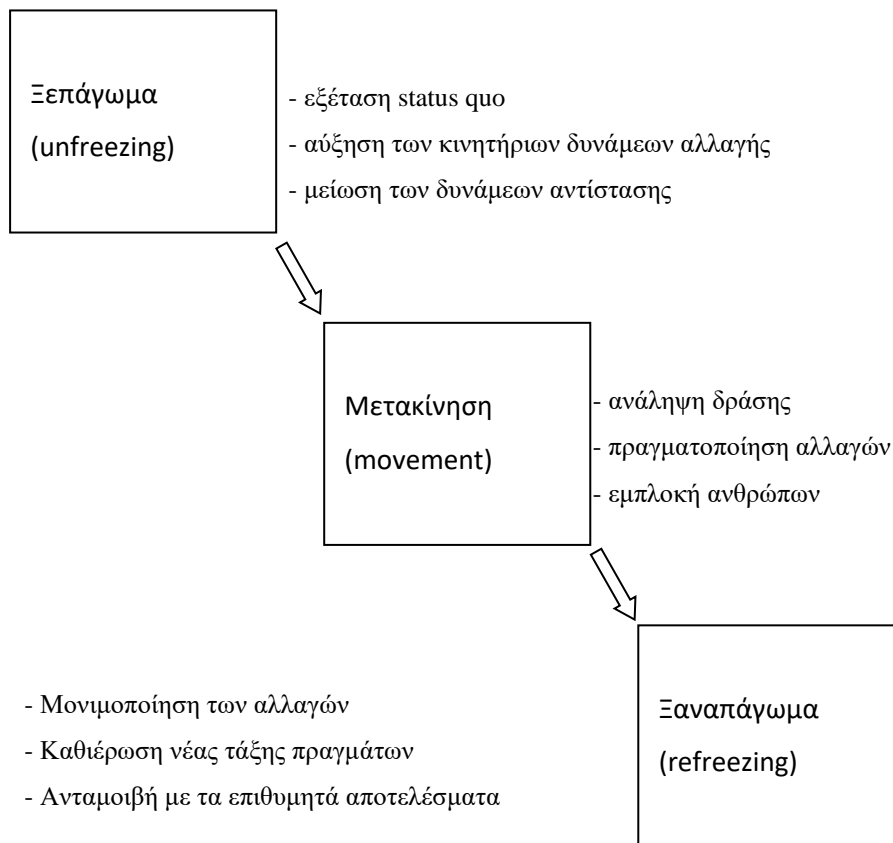 Ξεπάγωμα
(unfreezing)
- εξέταση status quo
- αύξηση των κινητήριων δυνάμεων αλλαγής
- μείωση των δυνάμεων αντίστασης
Μετακίνηση
(movement)
- ανάληψη δράσης
- πραγματοποίηση αλλαγών
- εμπλοκή ανθρώπων
- Μονιμοποίηση των αλλαγών
- Καθιέρωση νέας τάξης πραγμάτων
- Ανταμοιβή με τα επιθυμητά αποτελέσματα
Ξαναπάγωμα
(refreezing)